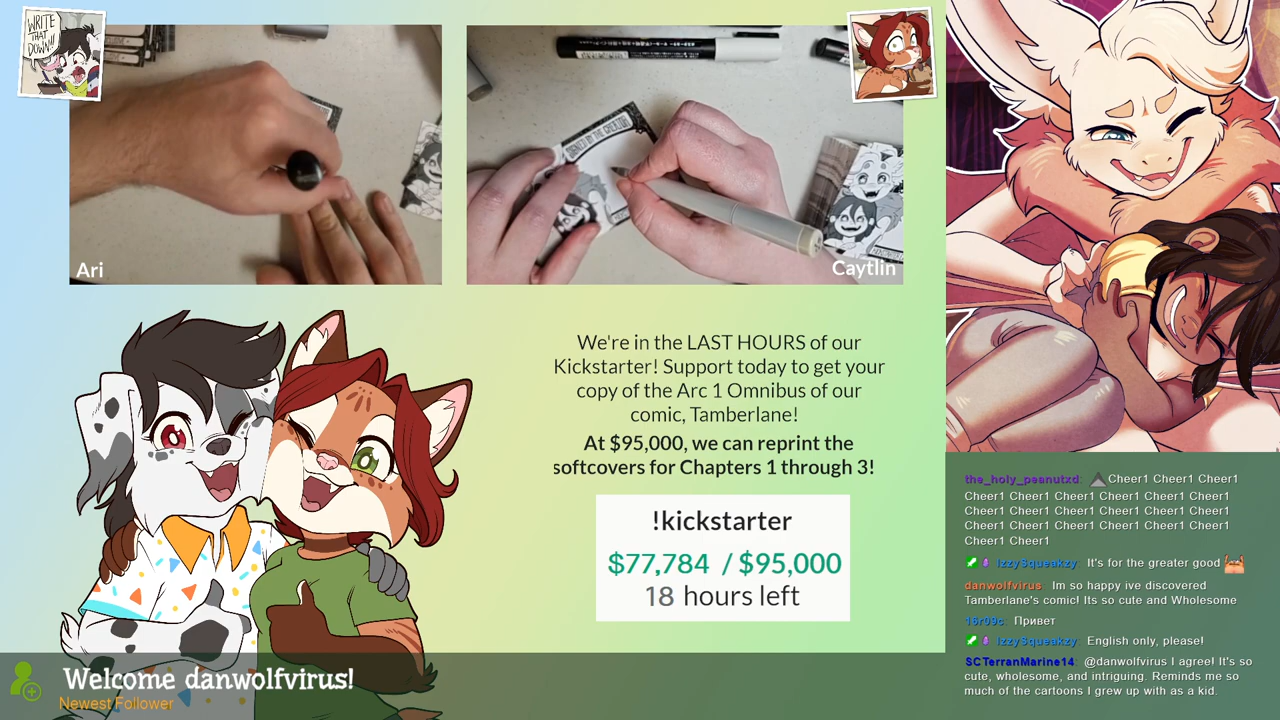 WRITE
THAT
DOWN!!
SIGNED BY THE CREATOR
Ari
Caytlin
We're in the LAST HOURS of our
Kickstarter! Support today to get your
copy of the Arc 1 Omnibus of our
comic, Tamberlane!
At $95,000, we can reprint the
softcovers for Chapters 1 through 3!
!kickstarter
$77,784 / $95,000
18 hours left
the_holy_peanutxd: Cheer1 Cheer1 Cheer1
Cheer1 Cheer1 Cheer1 Cheer1 Cheer1 Cheer1
Cheer1 Cheer1 Cheer1 Cheer1 Cheer1 Cheer1
Cheer1 Cheer1 Cheer1 Cheer1 Cheer1 Cheer1
Cheer1 Cheer1
IzzySqueakzy: It's for the greater good
danwolfvirus: Im so happy ive discovered
Tamberlane's comic! Its so cute and Wholesome
16r09c: Привет
IzzySqueakzy: English only, please!
SCTerranMarine14: @danwolfvirus I agree! It's so
cute, wholesome, and intriguing. Reminds me so
much of the cartoons I grew up with as a kid.
Welcome danwolfvirus!
Newest Follower